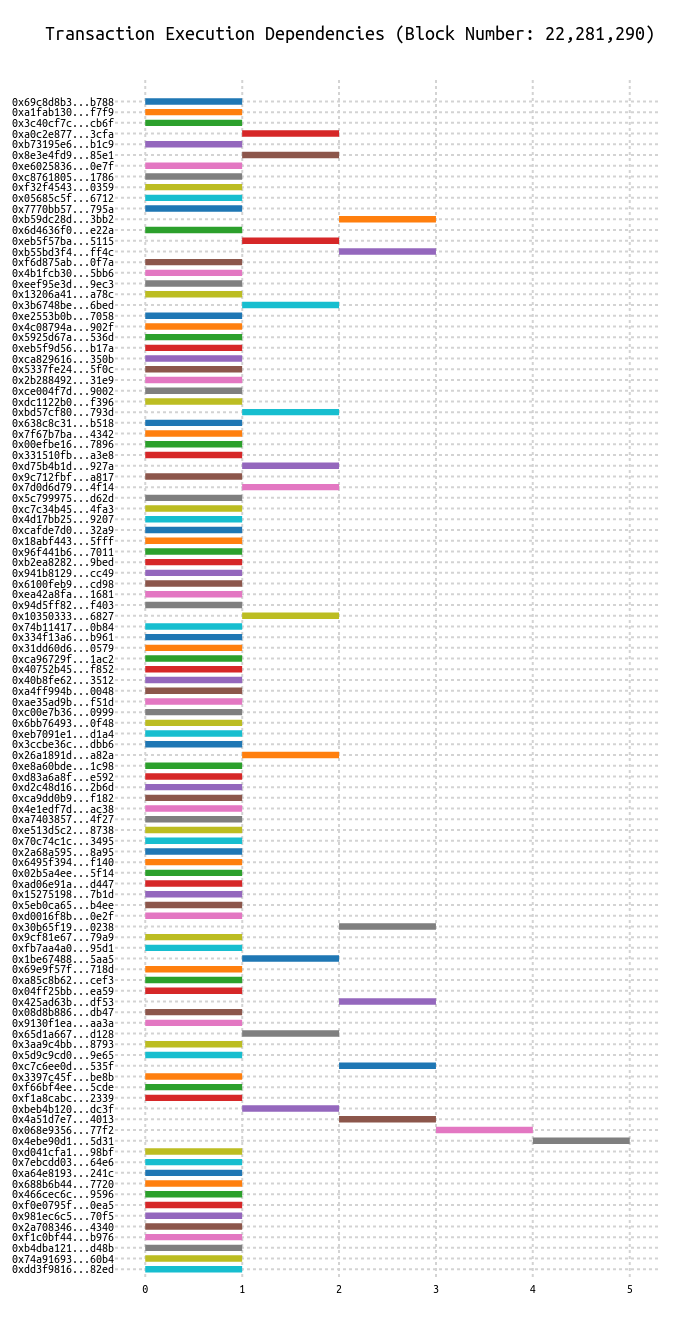 Transaction Execution Dependencies (Block Number: 22,281,290)
0x69c8d8b3...b788
0xa1fab130...f7f9
0x3c40cf7c...cb6f
0xa0c2e877...3cfa
0xb73195e6...b1c9
0x8e3e4fd9...85e1
0xe6025836...0e7f
0xc8761805...1786
0xf32f4543...0359
0x05685c5f...6712
0x7770bb57...795a
0xb59dc28d...3bb2
0x6d4636f0...e22a
0xeb5f57ba...5115
0xb55bd3f4...ff4c
0xf6d875ab...0f7a
0x4b1fcb30...5bb6
0xeef95e3d...9ec3
0x13206a41...a78c
0x3b6748be...6bed
0xe2553b0b...7058
0x4c08794a...902f
0x5925d67a...536d
0xeb5f9d56...b17a
0xca829616...350b
0x5337fe24...5f0c
0x2b288492...31e9
0xce004f7d...9002
0xdc1122b0...f396
0xbd57cf80...793d
0x638c8c31...b518
0x7f67b7ba...4342
0x00efbe16...7896
0x331510fb...a3e8
0xd75b4b1d...927a
0x9c712fbf...a817
0x7d0d6d79...4f14
0x5c799975...d62d
0xc7c34b45...4fa3
0x4d17bb25...9207
0xcafde7d0...32a9
0x18abf443...5fff
0x96f441b6...7011
0xb2ea8282...9bed
0x941b8129...cc49
0x6100feb9...cd98
0xea42a8fa...1681
0x94d5ff82...f403
0x10350333...6827
0x74b11417...0b84
0x334f13a6...b961
0x31dd60d6...0579
0xca96729f...1ac2
0x40752b45...f852
0x40b8fe62...3512
0xa4ff994b...0048
0xae35ad9b...f51d
0xc00e7b36...0999
0x6bb76493...0f48
0xeb7091e1...d1a4
0x3ccbe36c...dbb6
0x26a1891d...a82a
0xe8a60bde...1c98
0xd83a6a8f...e592
0xd2c48d16...2b6d
0xca9dd0b9...f182
0x4e1edf7d...ac38
0xa7403857...4f27
0xe513d5c2...8738
0x70c74c1c...3495
0x2a68a595...8a95
0x6495f394...f140
0x02b5a4ee...5f14
0xad06e91a...d447
0x15275198...7b1d
0x5eb0ca65...b4ee
0xd0016f8b...0e2f
0x30b65f19...0238
0x9cf81e67...79a9
0xfb7aa4a0...95d1
0x1be67488...5aa5
0x69e9f57f...718d
0xa85c8b62...cef3
0x04ff25bb...ea59
0x425ad63b...df53
0x08d8b886...db47
0x9130f1ea...aa3a
0x65d1a667...d128
0x3aa9c4bb...8793
0x5d9c9cd0...9e65
0xc7c6ee0d...535f
0x3397c45f...be8b
0xf66bf4ee...5cde
0xf1a8cabc...2339
0xbeb4b120...dc3f
0x4a51d7e7...4013
0x068e9356...77f2
0x4ebe90d1...5d31
0xd041cfa1...98bf
0x7ebcdd03...64e6
0xa64e8193...241c
0x688b6b44...7720
0x466cec6c...9596
0xf0e0795f...0ea5
0x981ec6c5...70f5
0x2a708346...4340
0xf1c0bf44...b976
0xb4dba121...d48b
0x74a91693...60b4
0xdd3f9816...82ed
0 1 2 3 4 5